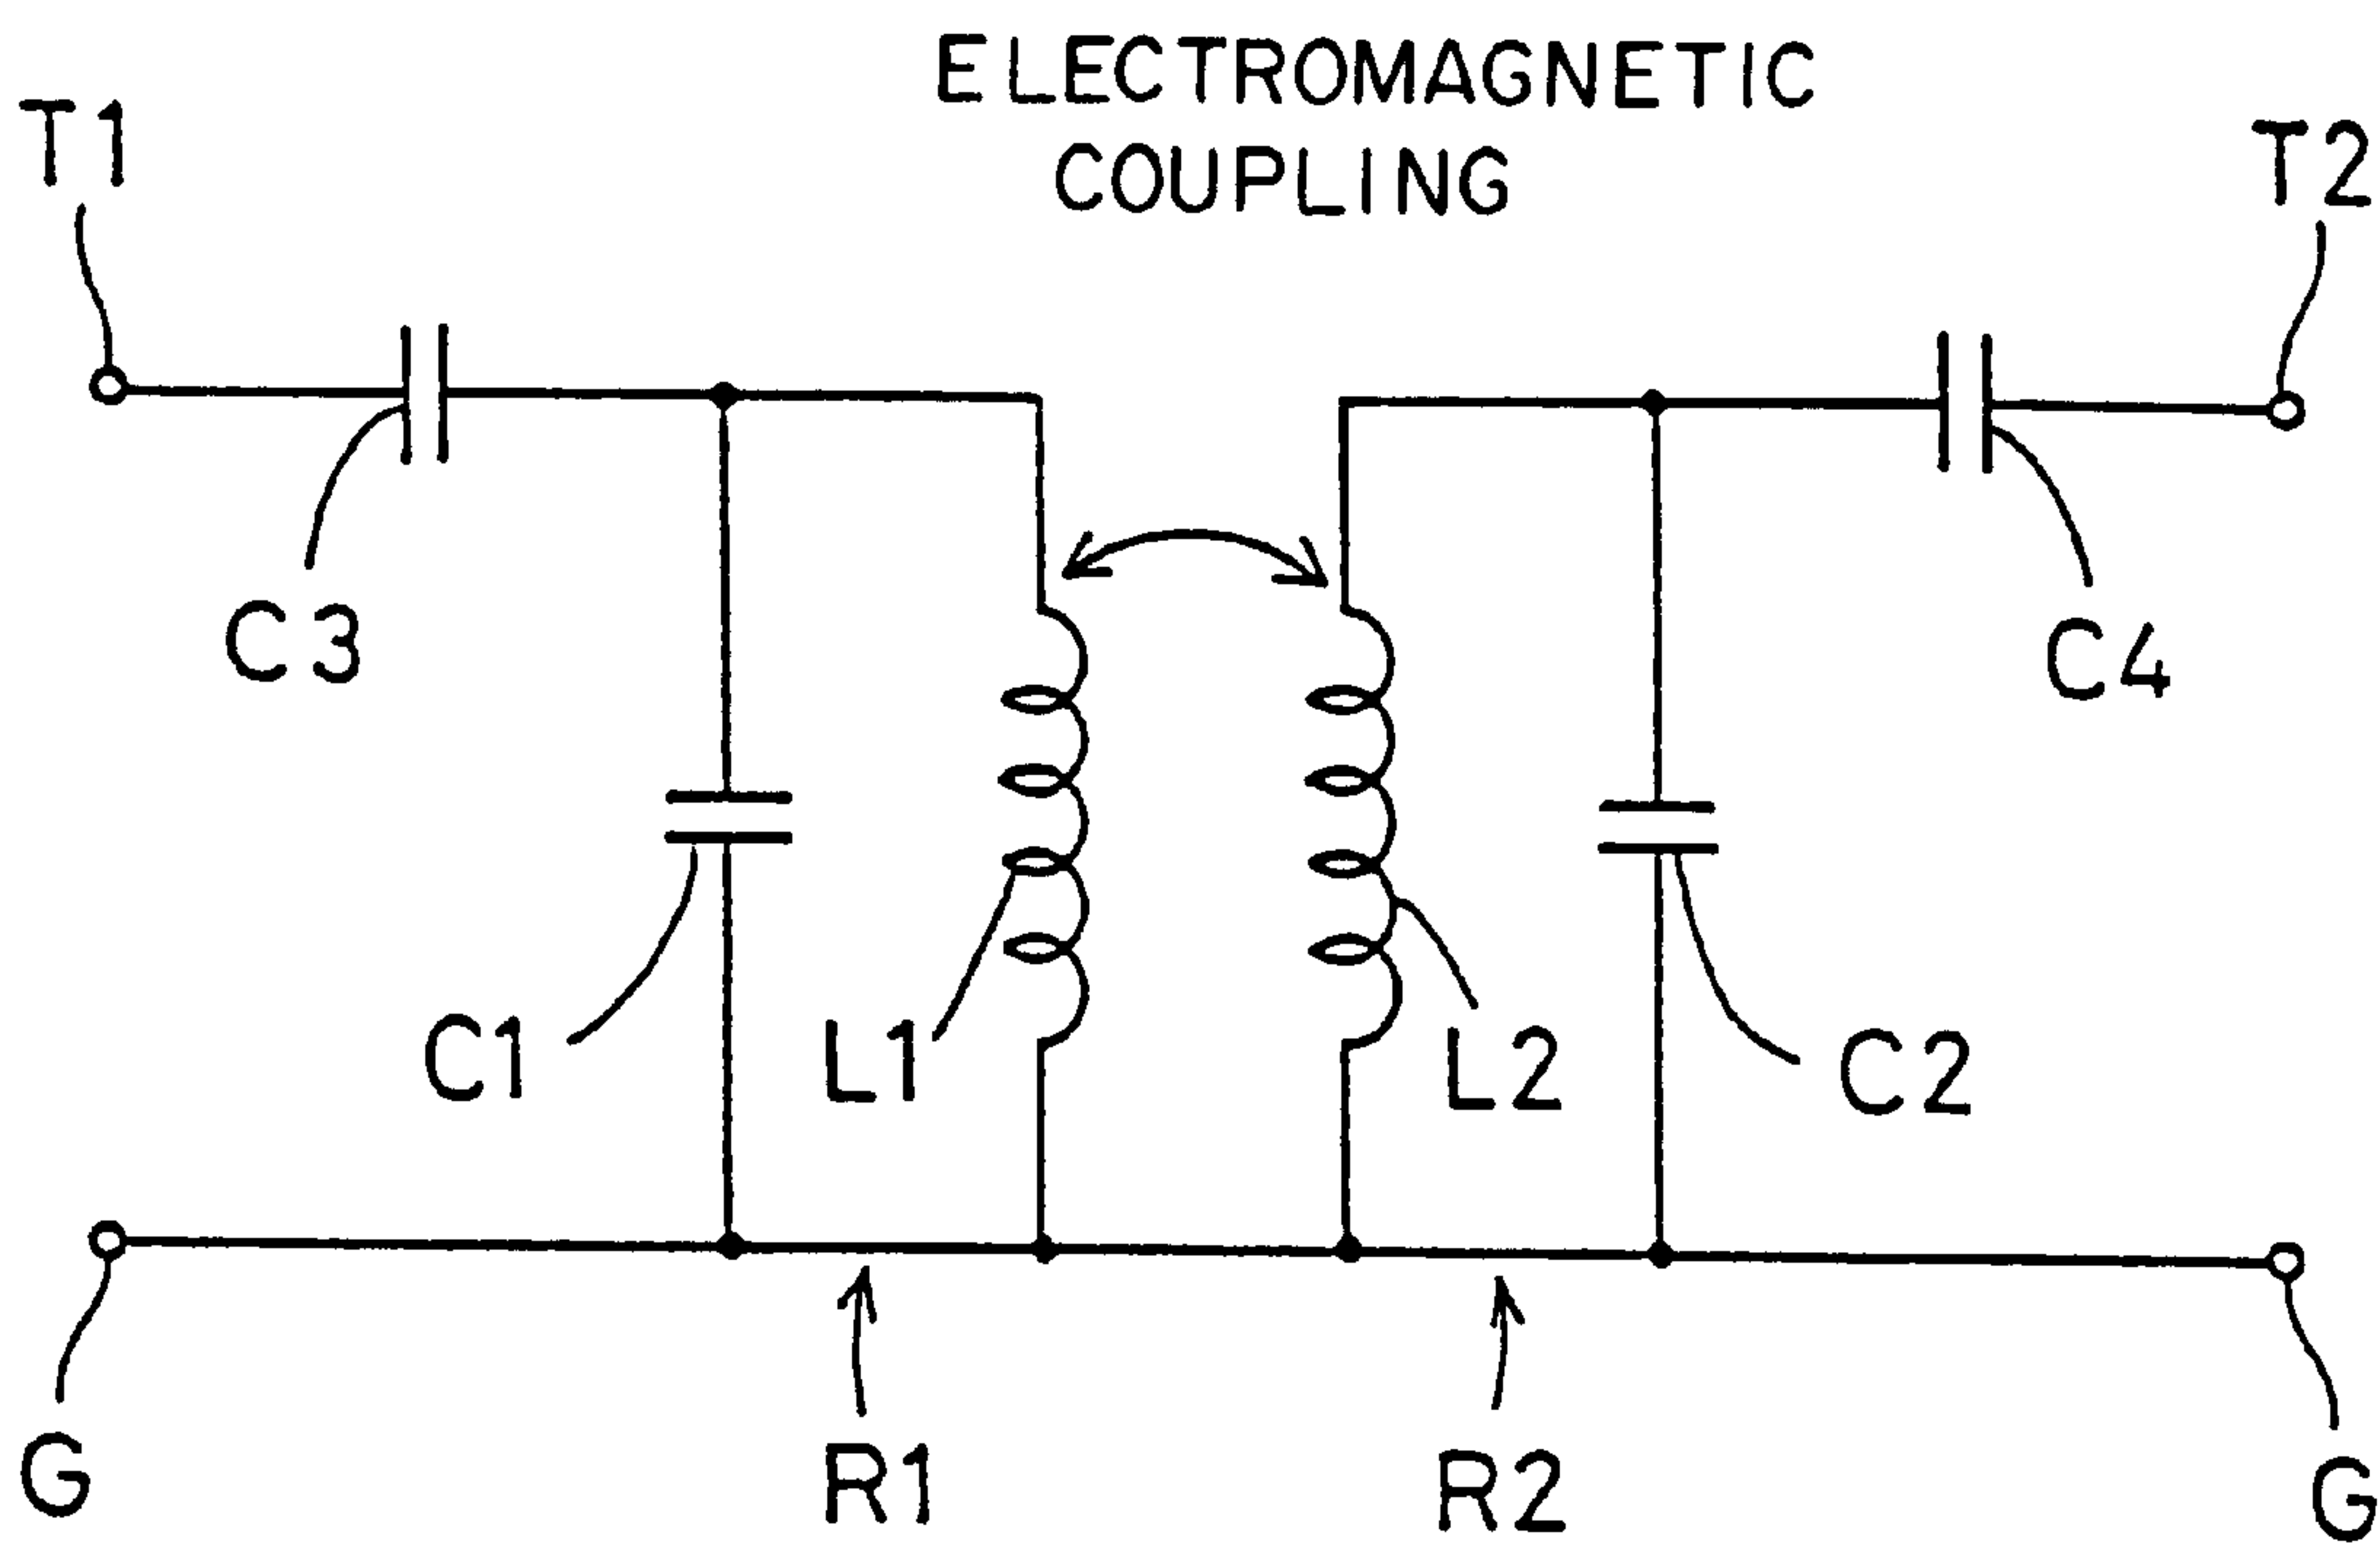 ELECTROMAGNETIC
COUPLING
T1
T2
C3
C4
C1
L1
L2
C2
G
R1
R2
G